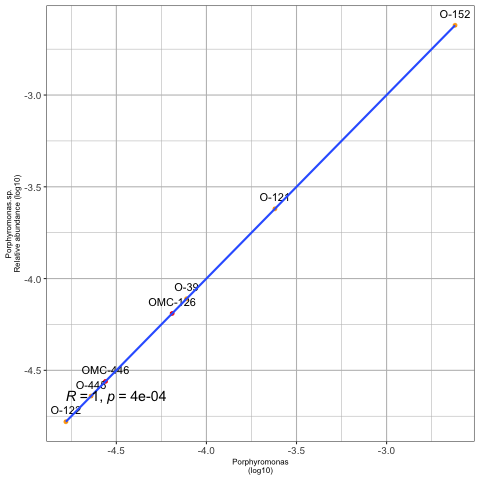 O-152
-3.0
O-121
-3.5
-4.0
O-39
OMC-126
OMC-446
-4.5
O-446
R = 1, p = 4e-04
O-122
-4.5 -4.0 -3.5 -3.0
Porphyromonas
(log10)
Porphyromonas.sp.
Relative abundance (log10)